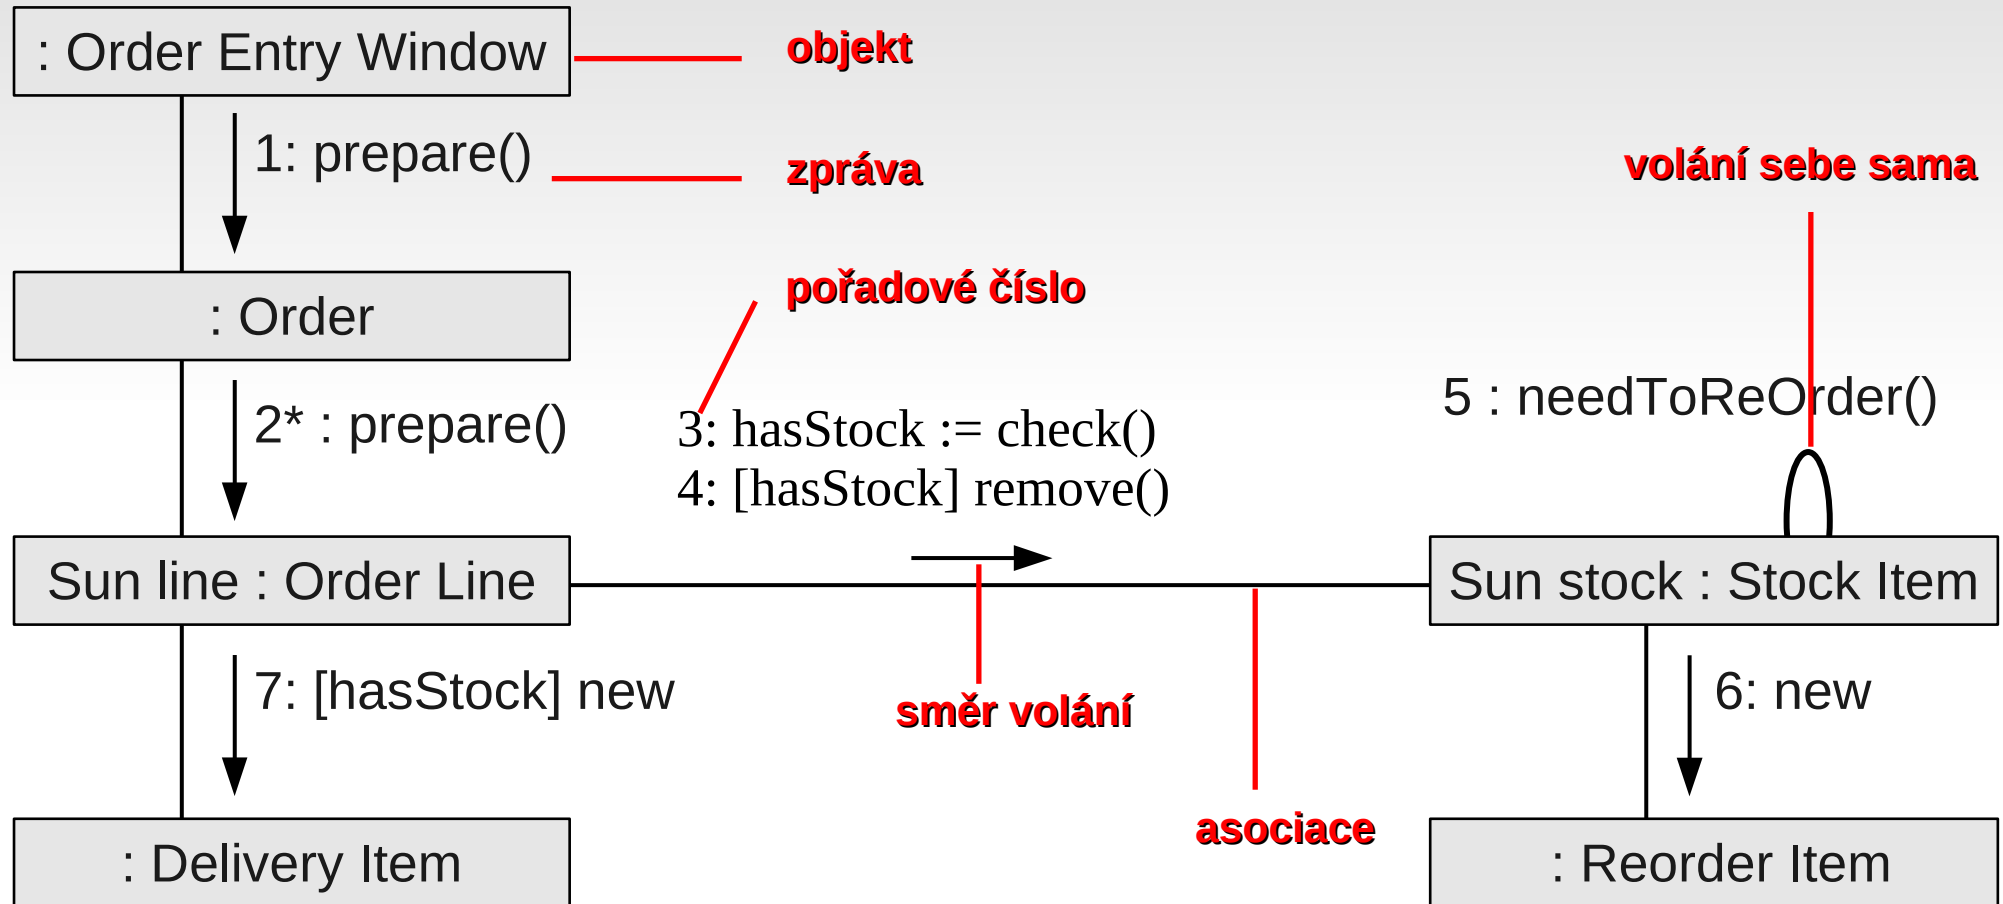 : Order Entry Window
objekt
1: prepare()
zpráva
volání sebe sama
pořadové číslo
: Order
5 : needToReOrder()
2* : prepare()
3: hasStock := check()
4: [hasStock] remove()
Sun line : Order Line
Sun stock : Stock Item
7: [hasStock] new
směr volání
6: new
asociace
: Delivery Item
: Reorder Item